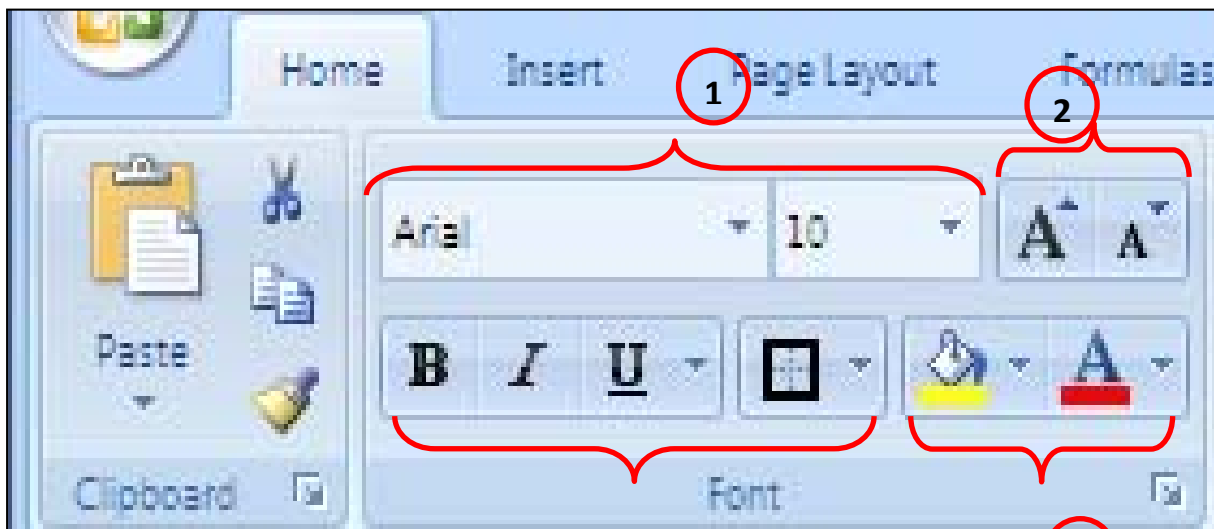 Home Insert Page Layout Formulas
1
2
Arial 10 A A
Paste
B I U A
Clipboard Font